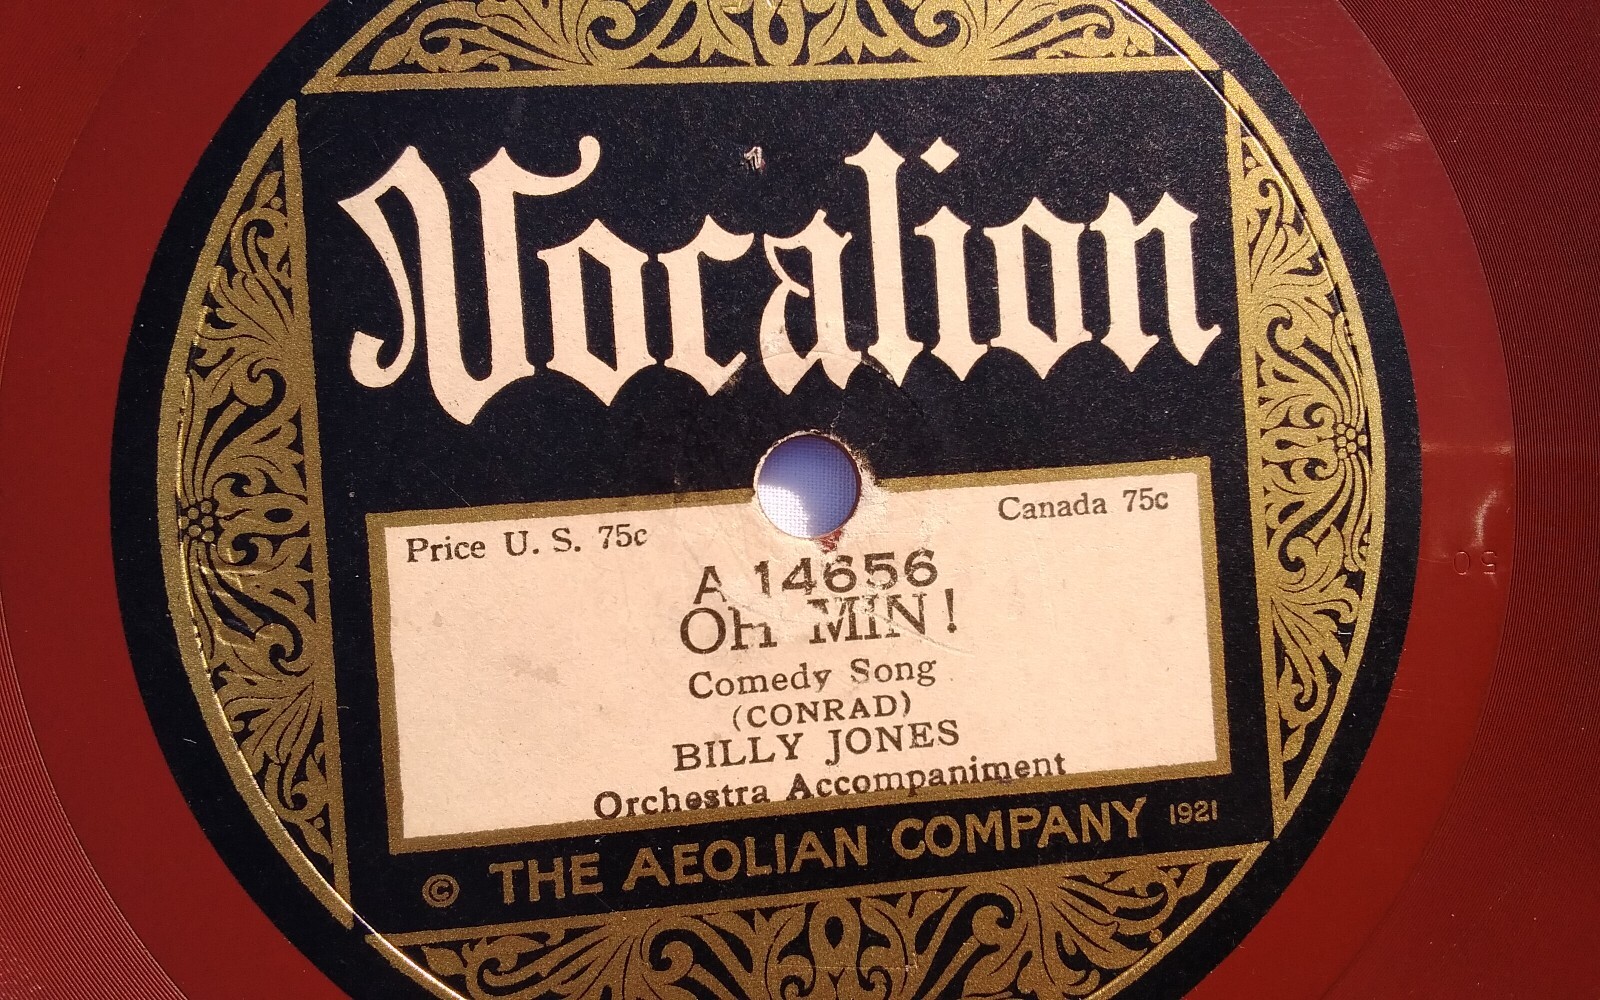 Vocalion
Price U. S. 75c
Canada 75c
A 14656
OH MIN!
Comedy Song
(CONRAD)
BILLY JONES
Orchestra Accompaniment
© THE AEOLIAN COMPANY 1921
50